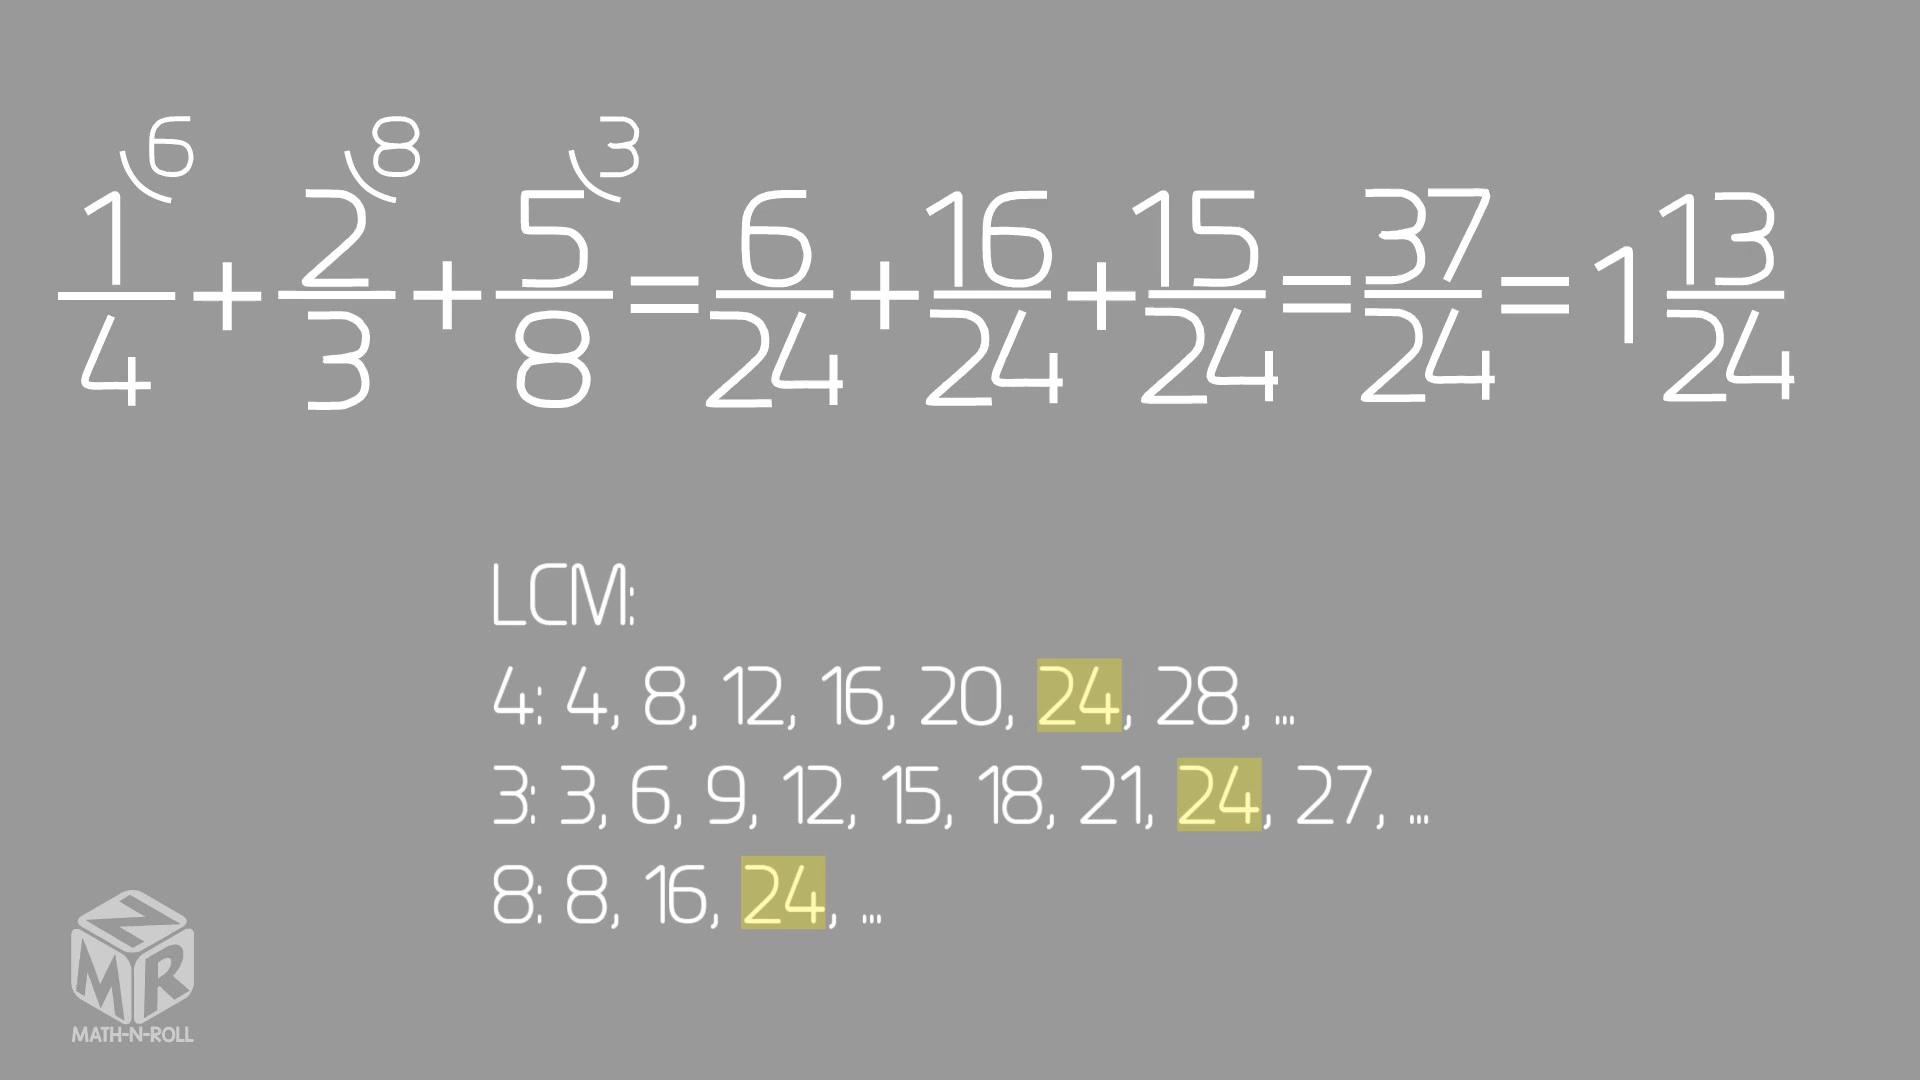 1/4 ⁶ + 2/3 ⁸ + 5/8 ³ = 6/24 + 16/24 + 15/24 = 37/24 = 1 13/24
LCM:
4: 4, 8, 12, 16, 20, 24, 28, ...
3: 3, 6, 9, 12, 15, 18, 21, 24, 27, ...
8: 8, 16, 24, ...
MNR
MATH-N-ROLL